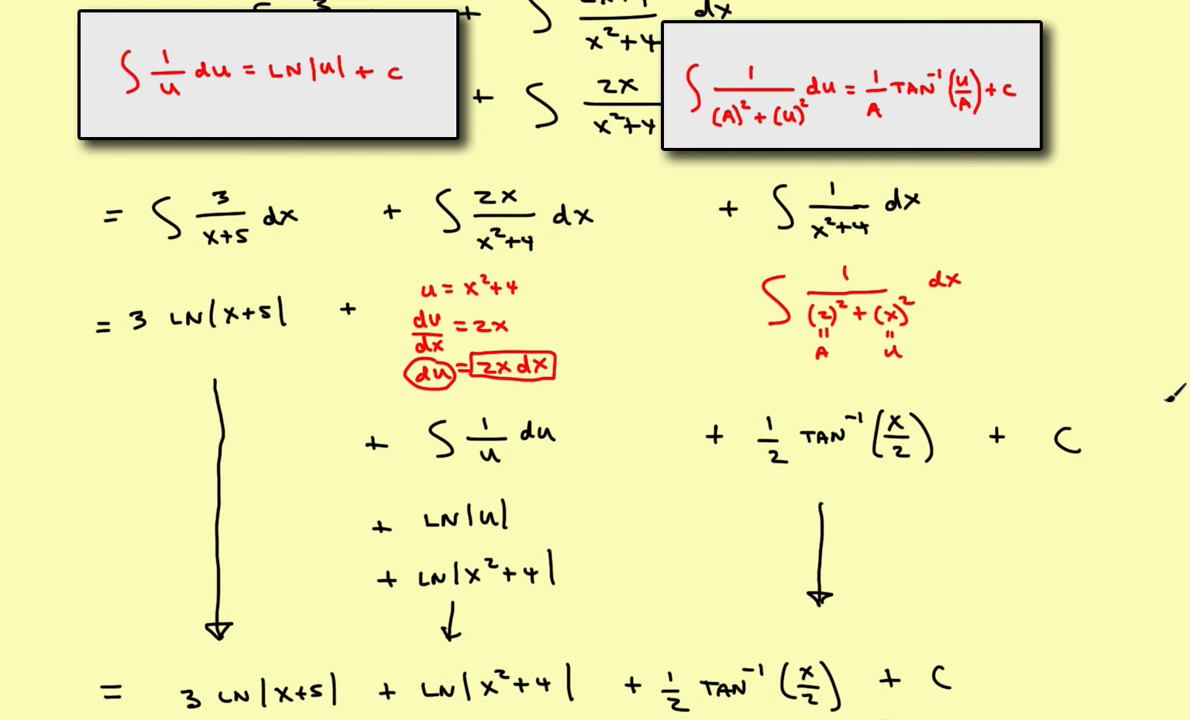 + ∫ dx
x²+4
∫ 1/u du = LN|u| + C
+ ∫ 2x/(x²+4)
∫ 1/((A)²+(u)²) du = 1/A TAN⁻¹(u/A) + C
= ∫ 3/(x+5) dx + ∫ 2x/(x²+4) dx + ∫ 1/(x²+4) dx
= 3 LN|x+5| +
u = x²+4
du/dx = 2x
du = 2x dx
∫ 1/((2)²+(x)²) dx
" "
A u
+ ∫ 1/u du + 1/2 TAN⁻¹(x/2) + C
+ LN|u|
+ LN|x²+4|
= 3 LN|x+5| + LN|x²+4| + 1/2 TAN⁻¹(x/2) + C